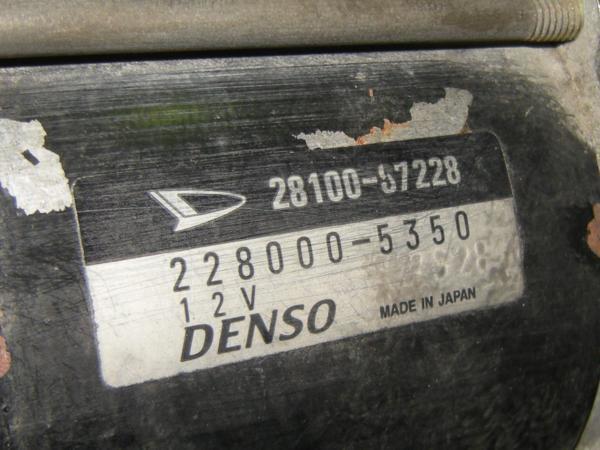 28100-87228
228000-5350
12V
DENSO
MADE IN JAPAN